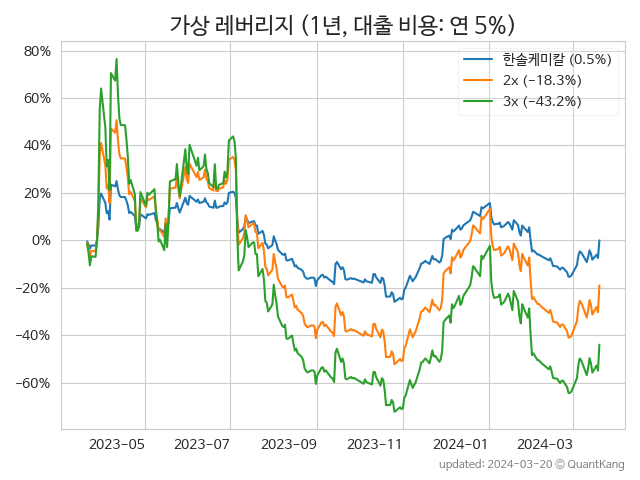 가상 레버리지 (1년, 대출 비용: 연 5%)
80%
60%
40%
20%
0%
−20%
−40%
−60%
한솔케미칼 (0.5%)
2x (−18.3%)
3x (−43.2%)
2023-05
2023-07
2023-09
2023-11
2024-01
2024-03
updated: 2024-03-20 © QuantKang